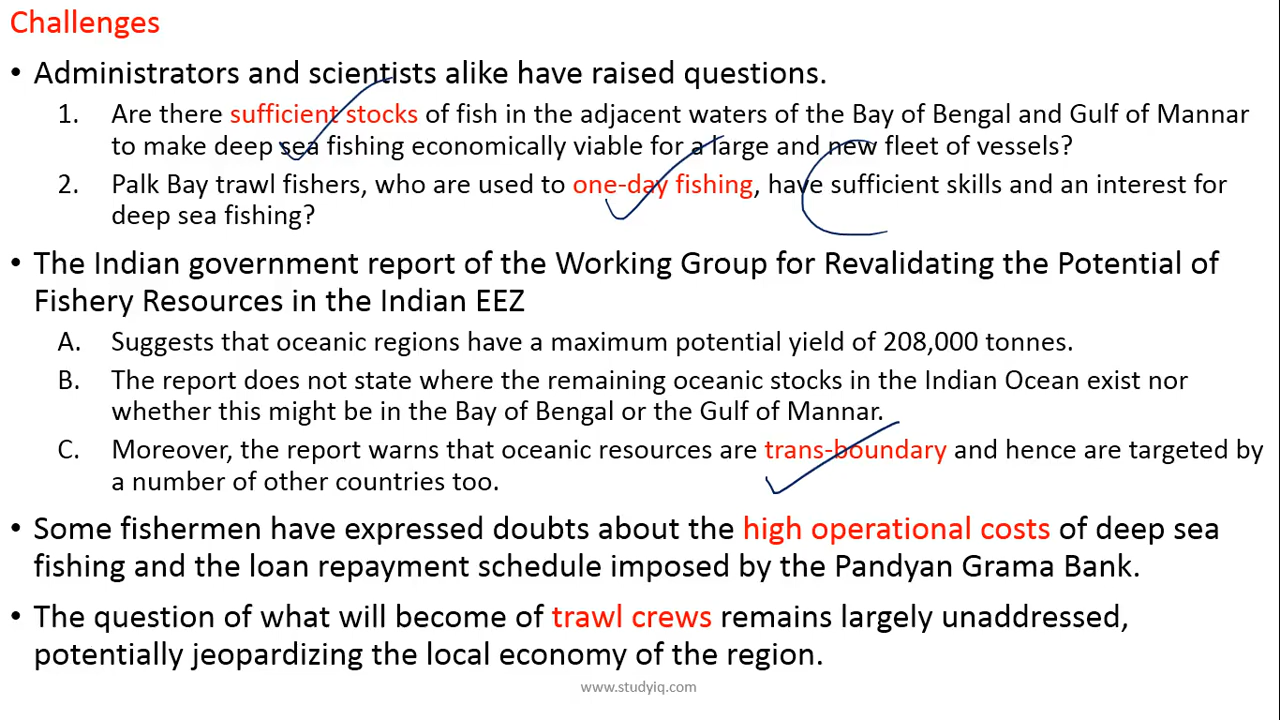 Challenges
• Administrators and scientists alike have raised questions.
1. Are there sufficient stocks of fish in the adjacent waters of the Bay of Bengal and Gulf of Mannar
to make deep sea fishing economically viable for a large and new fleet of vessels?
2. Palk Bay trawl fishers, who are used to one-day fishing, have sufficient skills and an interest for
deep sea fishing?
• The Indian government report of the Working Group for Revalidating the Potential of
Fishery Resources in the Indian EEZ
A. Suggests that oceanic regions have a maximum potential yield of 208,000 tonnes.
B. The report does not state where the remaining oceanic stocks in the Indian Ocean exist nor
whether this might be in the Bay of Bengal or the Gulf of Mannar.
C. Moreover, the report warns that oceanic resources are trans-boundary and hence are targeted by
a number of other countries too.
• Some fishermen have expressed doubts about the high operational costs of deep sea
fishing and the loan repayment schedule imposed by the Pandyan Grama Bank.
• The question of what will become of trawl crews remains largely unaddressed,
potentially jeopardizing the local economy of the region.
www.studyiq.com